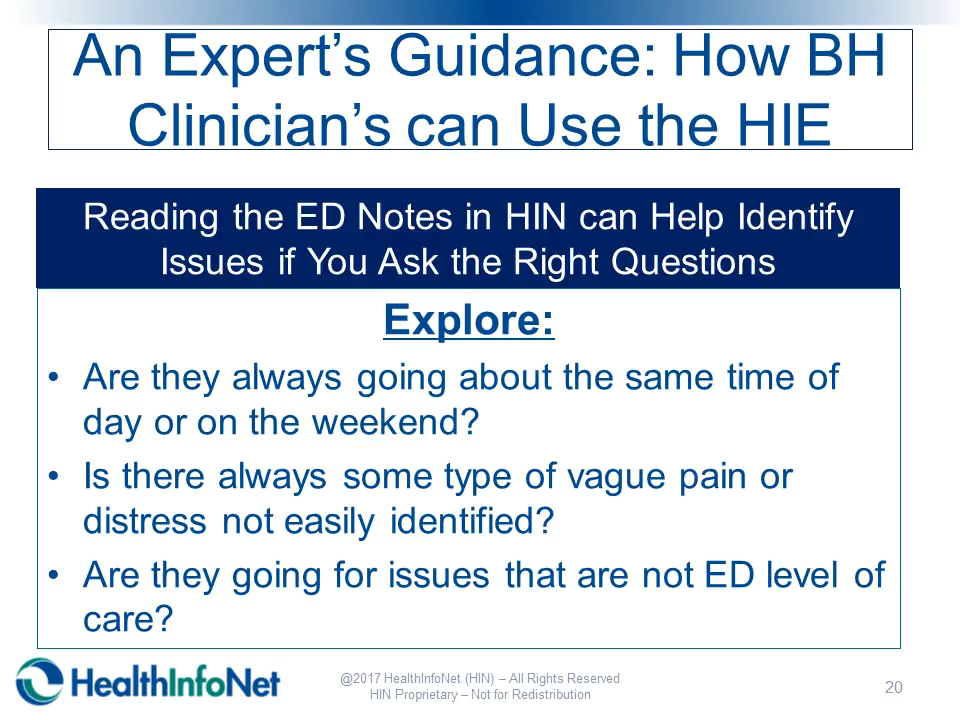 An Expert’s Guidance: How BH
Clinician’s can Use the HIE
Reading the ED Notes in HIN can Help Identify
Issues if You Ask the Right Questions
Explore:
• Are they always going about the same time of
day or on the weekend?
• Is there always some type of vague pain or
distress not easily identified?
• Are they going for issues that are not ED level of
care?
HealthInfoNet
@2017 HealthInfoNet (HIN) – All Rights Reserved
HIN Proprietary – Not for Redistribution
20